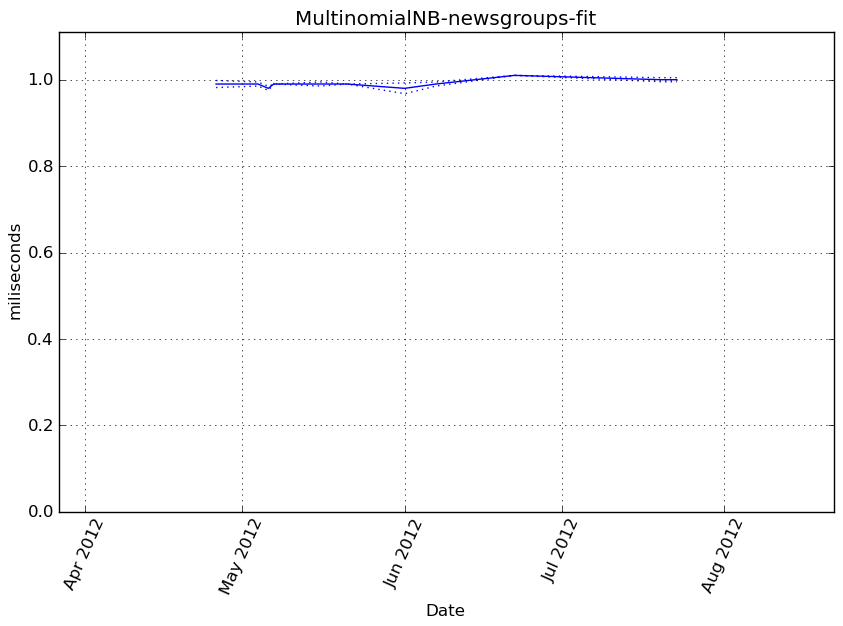 MultinomialNB-newsgroups-fit
1.0
0.8
0.6
0.4
0.2
0.0
miliseconds
Apr 2012
May 2012
Jun 2012
Jul 2012
Aug 2012
Date